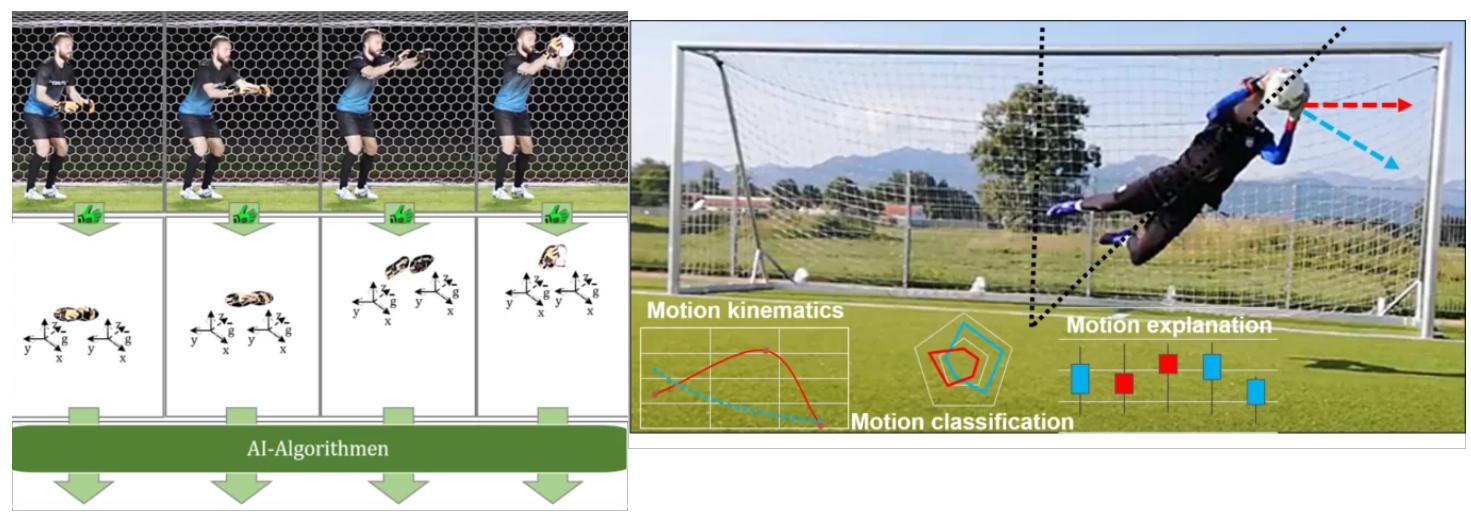 z
g
y
x
z
g
y
x
z
g
y
x
z
g
y
x
AI-Algorithmen
Motion kinematics
Motion explanation
Motion classification